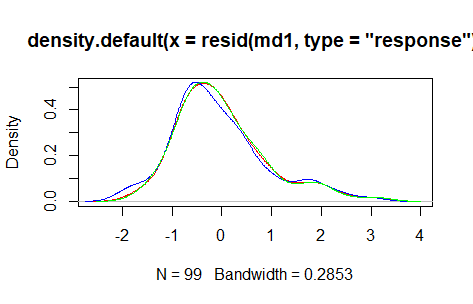 density.default(x = resid(md1, type = "response")
Density
0.4
0.2
0.0
-2 -1 0 1 2 3 4
N = 99 Bandwidth = 0.2853